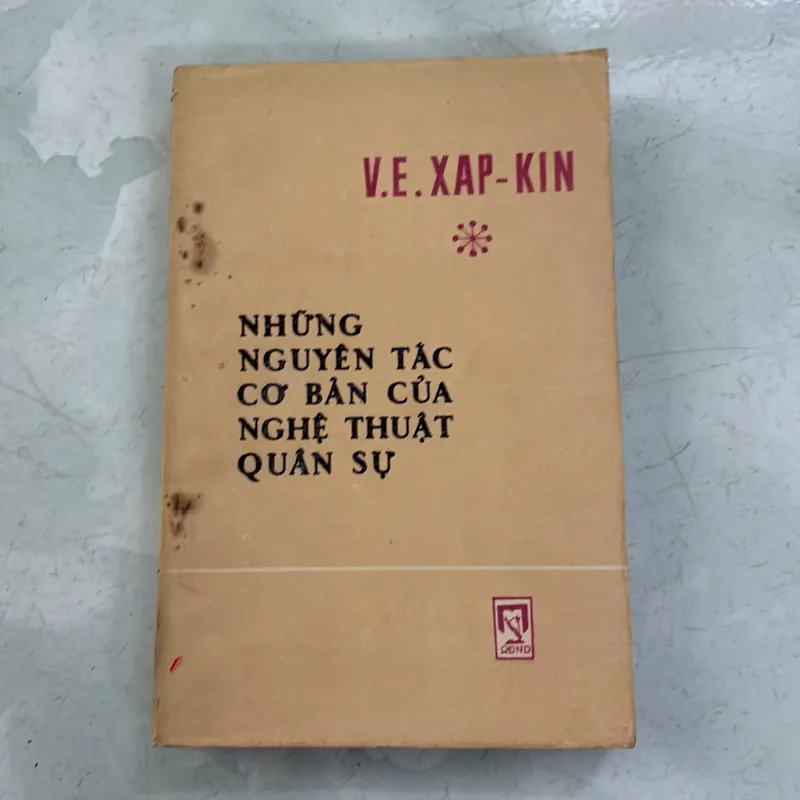 V.E. XAP-KIN
NHỮNG
NGUYÊN TẮC
CƠ BẢN CỦA
NGHỆ THUẬT
QUÂN SỰ
QĐND